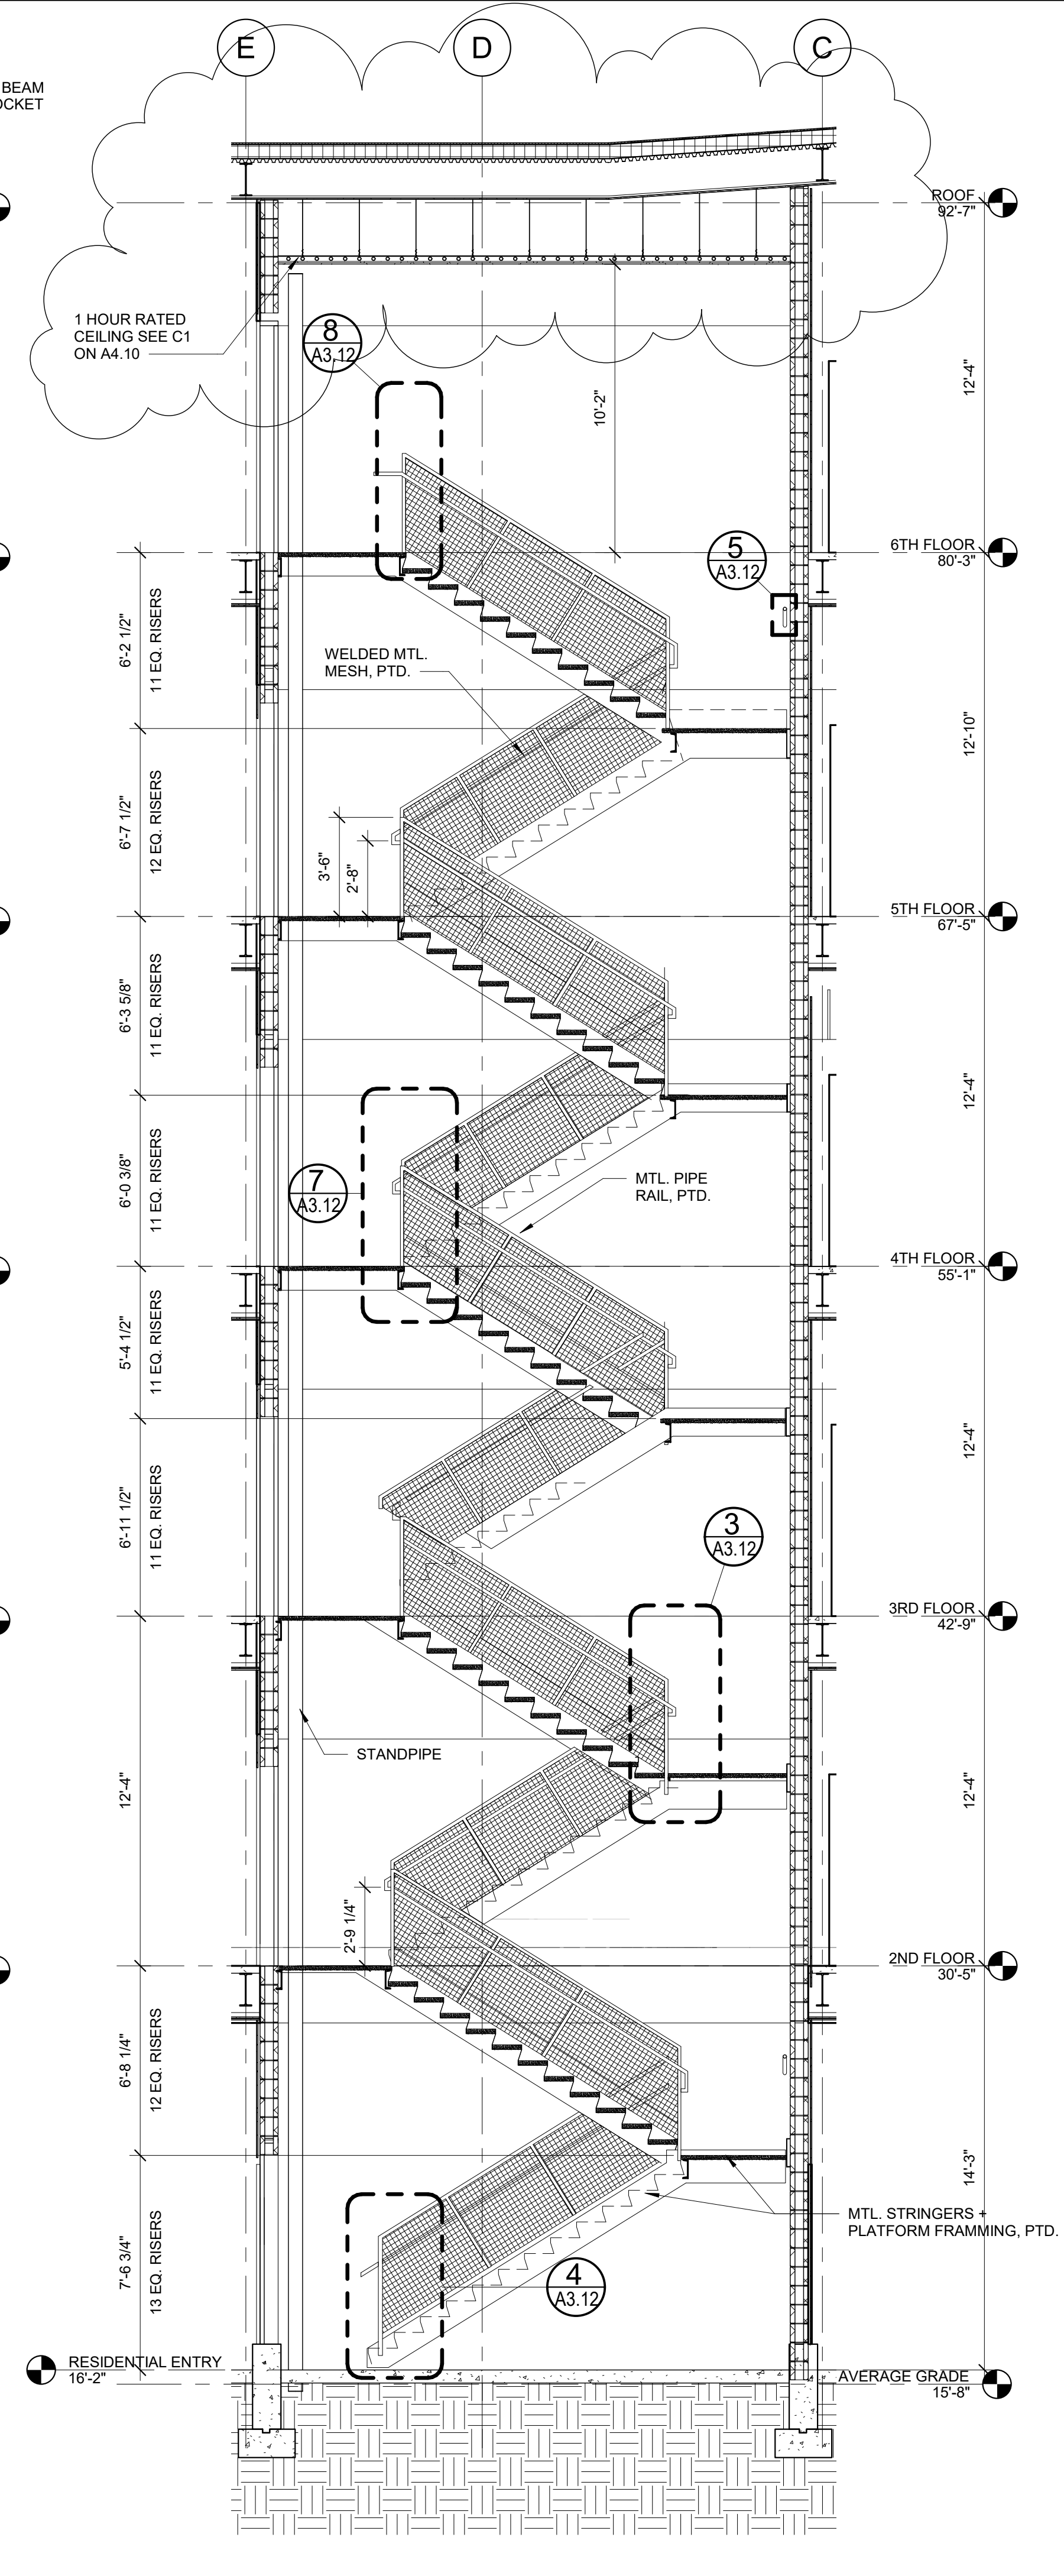 E
D
C
BEAM
OCKET
ROOF
92'-7"
1 HOUR RATED
CEILING SEE C1
ON A4.10
8
A3.12
12'-4"
10'-2"
5
A3.12
6TH FLOOR
80'-3"
6'-2 1/2"
11 EQ. RISERS
WELDED MTL.
MESH, PTD.
12'-10"
6'-7 1/2"
12 EQ. RISERS
3'-6"
2'-8"
5TH FLOOR
67'-5"
6'-3 5/8"
11 EQ. RISERS
12'-4"
7
A3.12
6'-0 3/8"
11 EQ. RISERS
MTL. PIPE
RAIL, PTD.
4TH FLOOR
55'-1"
5'-4 1/2"
11 EQ. RISERS
12'-4"
6'-11 1/2"
11 EQ. RISERS
3
A3.12
3RD FLOOR
42'-9"
STANDPIPE
12'-4"
12'-4"
2'-9 1/4"
2ND FLOOR
30'-5"
6'-8 1/4"
12 EQ. RISERS
14'-3"
MTL. STRINGERS +
PLATFORM FRAMMING, PTD.
7'-6 3/4"
13 EQ. RISERS
4
A3.12
RESIDENTIAL ENTRY
16'-2"
AVERAGE GRADE
15'-8"